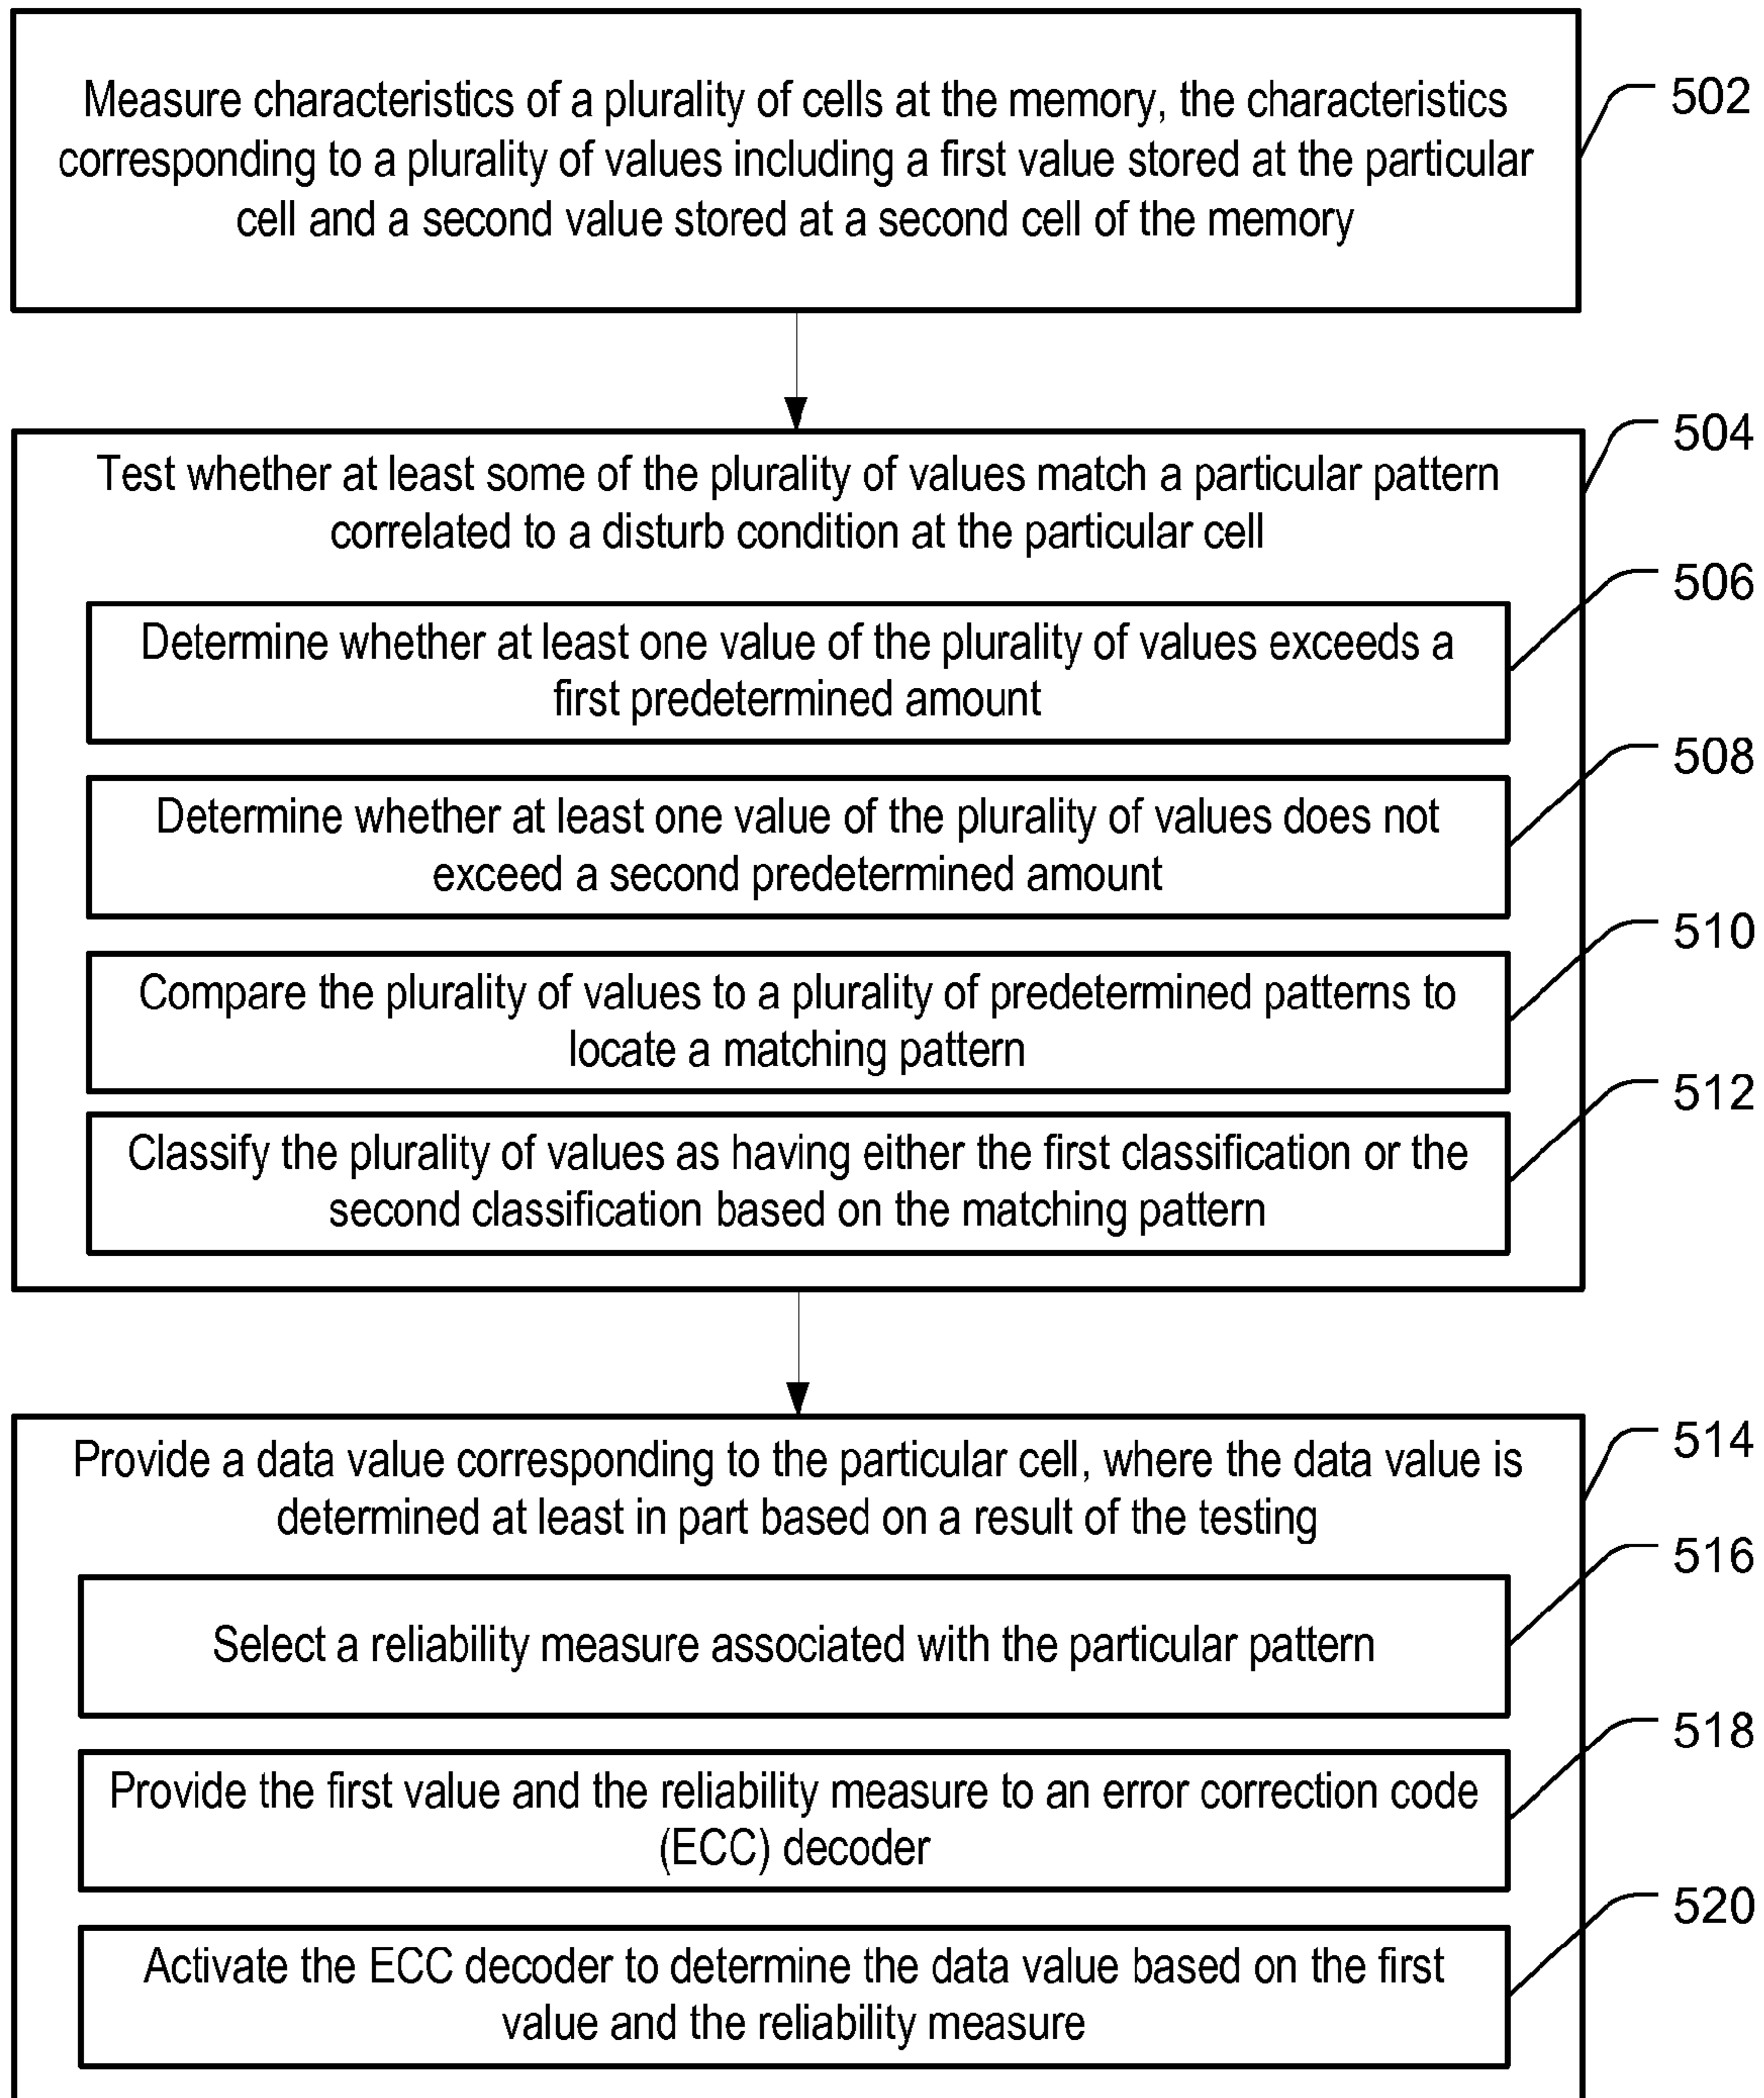 Measure characteristics of a plurality of cells at the memory, the characteristics
corresponding to a plurality of values including a first value stored at the particular
cell and a second value stored at a second cell of the memory
502
504
Test whether at least some of the plurality of values match a particular pattern
correlated to a disturb condition at the particular cell
506
Determine whether at least one value of the plurality of values exceeds a
first predetermined amount
508
Determine whether at least one value of the plurality of values does not
exceed a second predetermined amount
510
Compare the plurality of values to a plurality of predetermined patterns to
locate a matching pattern
512
Classify the plurality of values as having either the first classification or the
second classification based on the matching pattern
514
Provide a data value corresponding to the particular cell, where the data value is
determined at least in part based on a result of the testing
516
Select a reliability measure associated with the particular pattern
518
Provide the first value and the reliability measure to an error correction code
(ECC) decoder
520
Activate the ECC decoder to determine the data value based on the first
value and the reliability measure